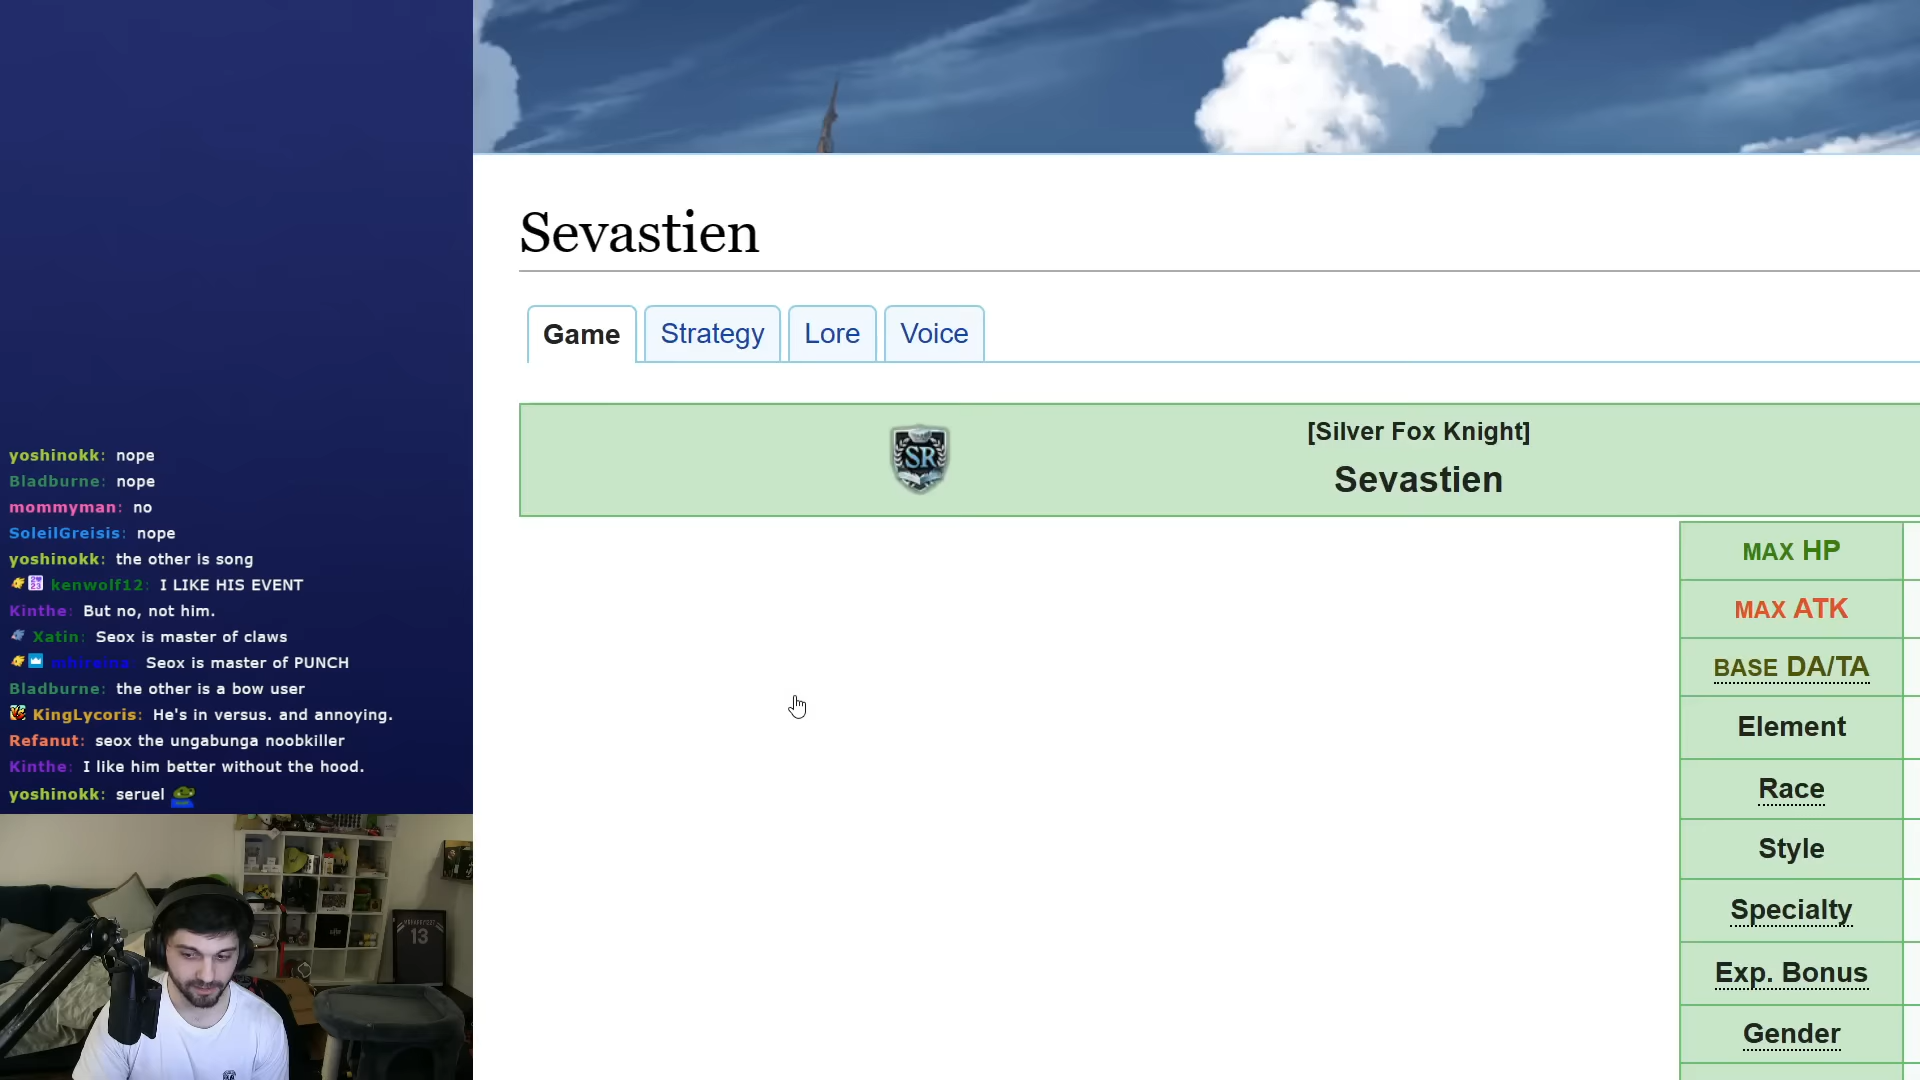 yoshinokk: nope
Bladburne: nope
mommyman: no
SoleilGreisis: nope
yoshinokk: the other is song
kenwolf12: I LIKE HIS EVENT
Kinthe: But no, not him.
Xatin: Seox is master of claws
Seox is master of PUNCH
Bladburne: the other is a bow user
KingLycoris: He's in versus. and annoying.
Refanut: seox the ungabunga noobkiller
Kinthe: I like him better without the hood.
yoshinokk: seruel
13
Sevastien
Game
Strategy
Lore
Voice
SR
[Silver Fox Knight]
Sevastien
MAX HP
MAX ATK
BASE DA/TA
Element
Race
Style
Specialty
Exp. Bonus
Gender